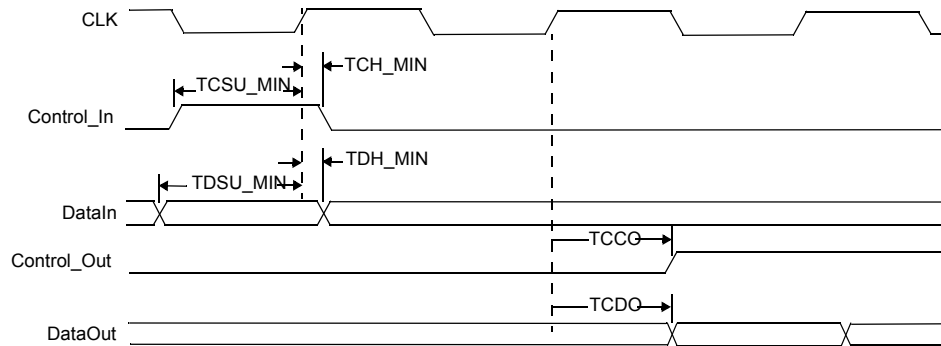 CLK
TCH_MIN
TCSU_MIN
Control_In
TDH_MIN
TDSU_MIN
DataIn
TCCO
Control_Out
TCDO
DataOut